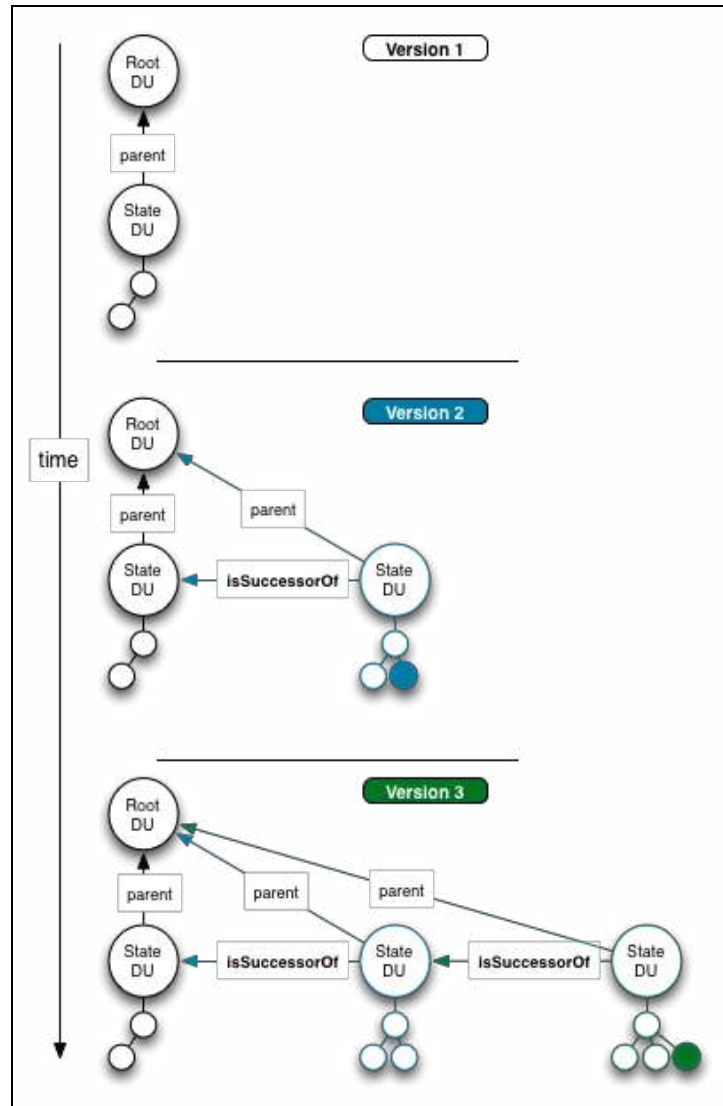 Version 1
Root
DU
parent
State
DU
time
Version 2
Root
DU
parent
parent
State
DU
isSuccessorOf
State
DU
Version 3
Root
DU
parent
parent
parent
State
DU
isSuccessorOf
State
DU
isSuccessorOf
State
DU